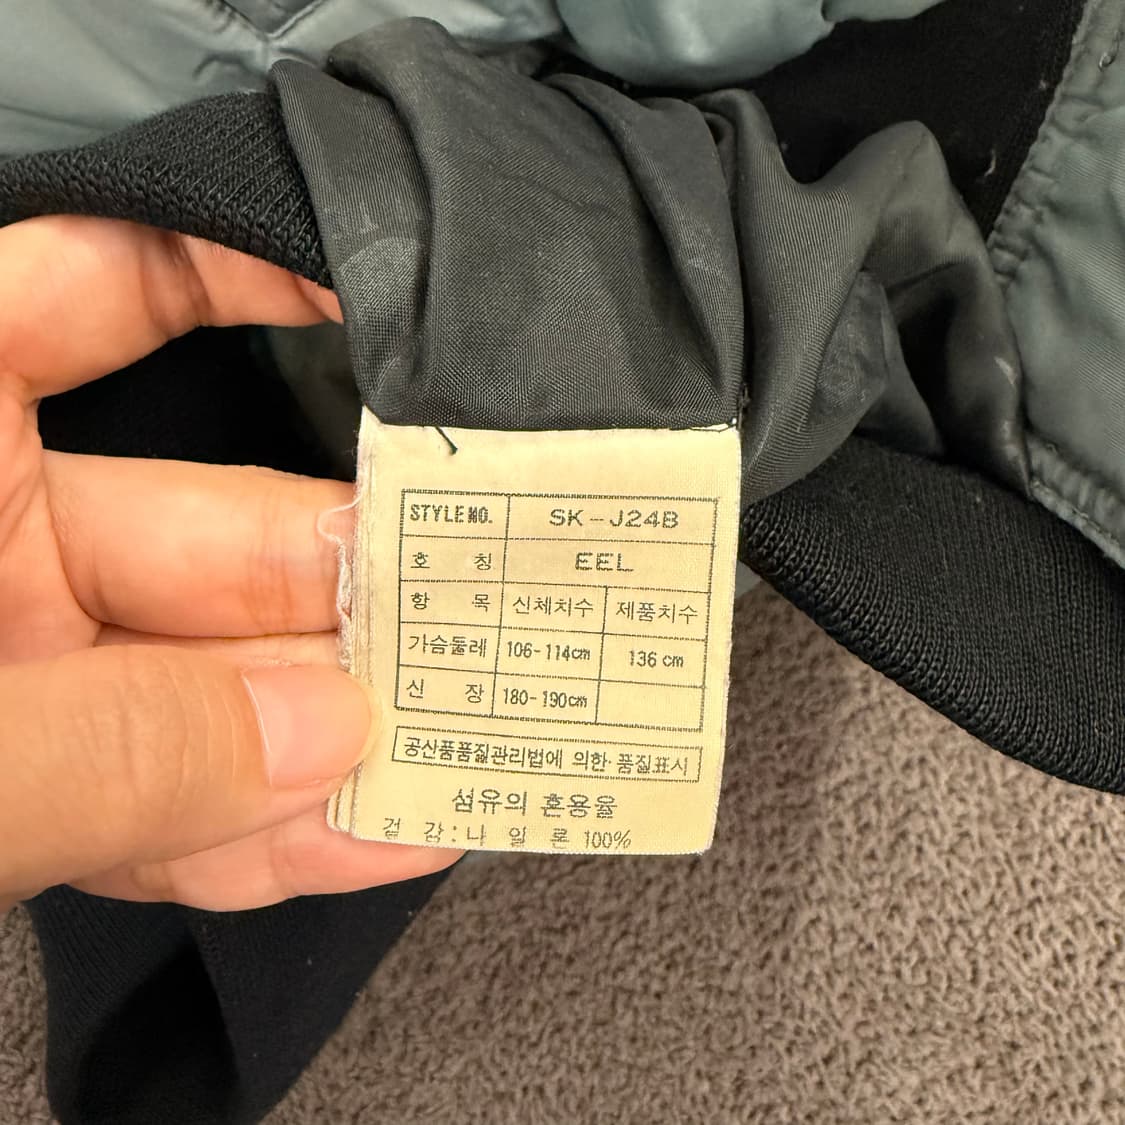 STYLE NO. SK-J24B
호 칭 EEL
항 목 신체치수 제품치수
가슴둘레 106-114cm 136 cm
신 장 180-190cm
공산품품질관리법에 의한 품질표시
섬유의 혼용율
겉 감 : 나 일 론 100%